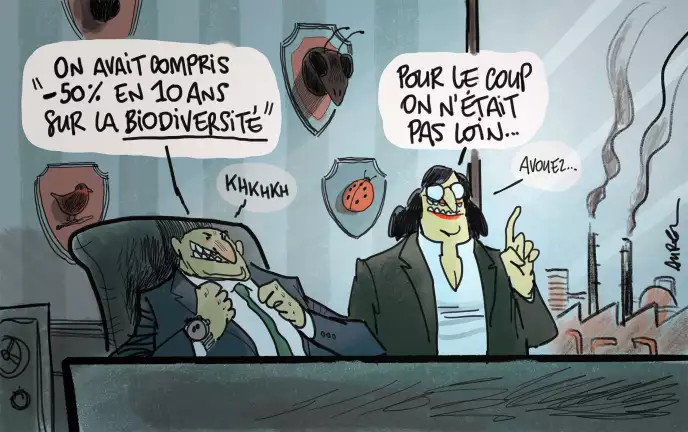 ON AVAIT COMPRIS
"-50% EN 10 ANS
SUR LA BIODIVERSITÉ"
KHKHKH
POUR LE COUP
ON N'ÉTAIT
PAS LOIN...
AVOUEZ...
AUREL